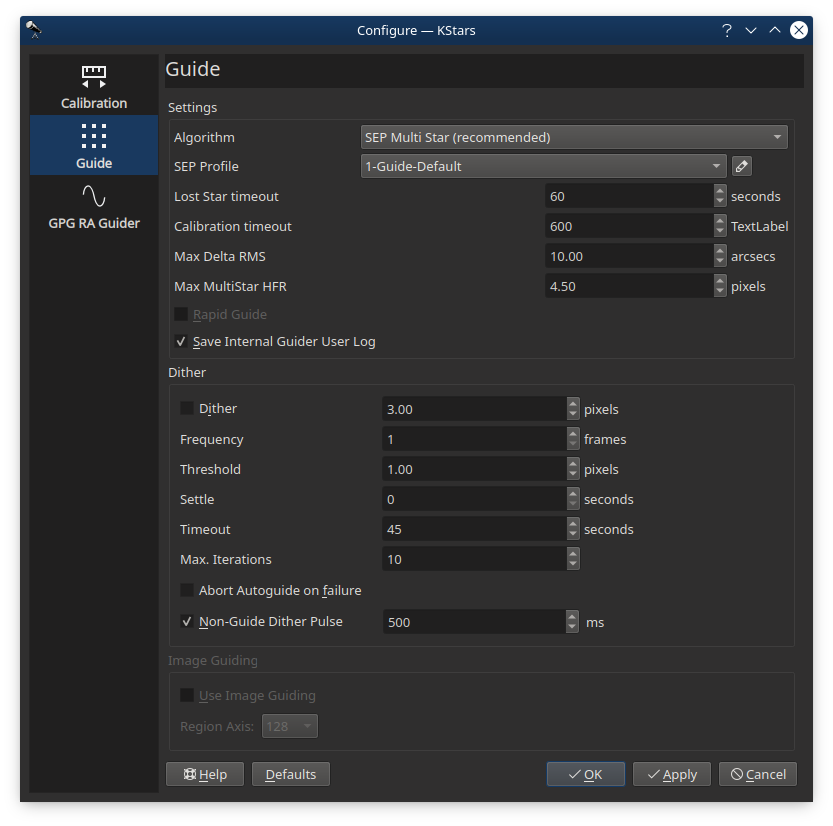 Configure — KStars
Calibration
Guide
GPG RA Guider
Guide
Settings
Algorithm SEP Multi Star (recommended)
SEP Profile 1-Guide-Default
Lost Star timeout 60 seconds
Calibration timeout 600 TextLabel
Max Delta RMS 10.00 arcsecs
Max MultiStar HFR 4.50 pixels
Rapid Guide
Save Internal Guider User Log
Dither
Dither 3.00 pixels
Frequency 1 frames
Threshold 1.00 pixels
Settle 0 seconds
Timeout 45 seconds
Max. Iterations 10
Abort Autoguide on failure
Non-Guide Dither Pulse 500 ms
Image Guiding
Use Image Guiding
Region Axis: 128
Help Defaults OK Apply Cancel